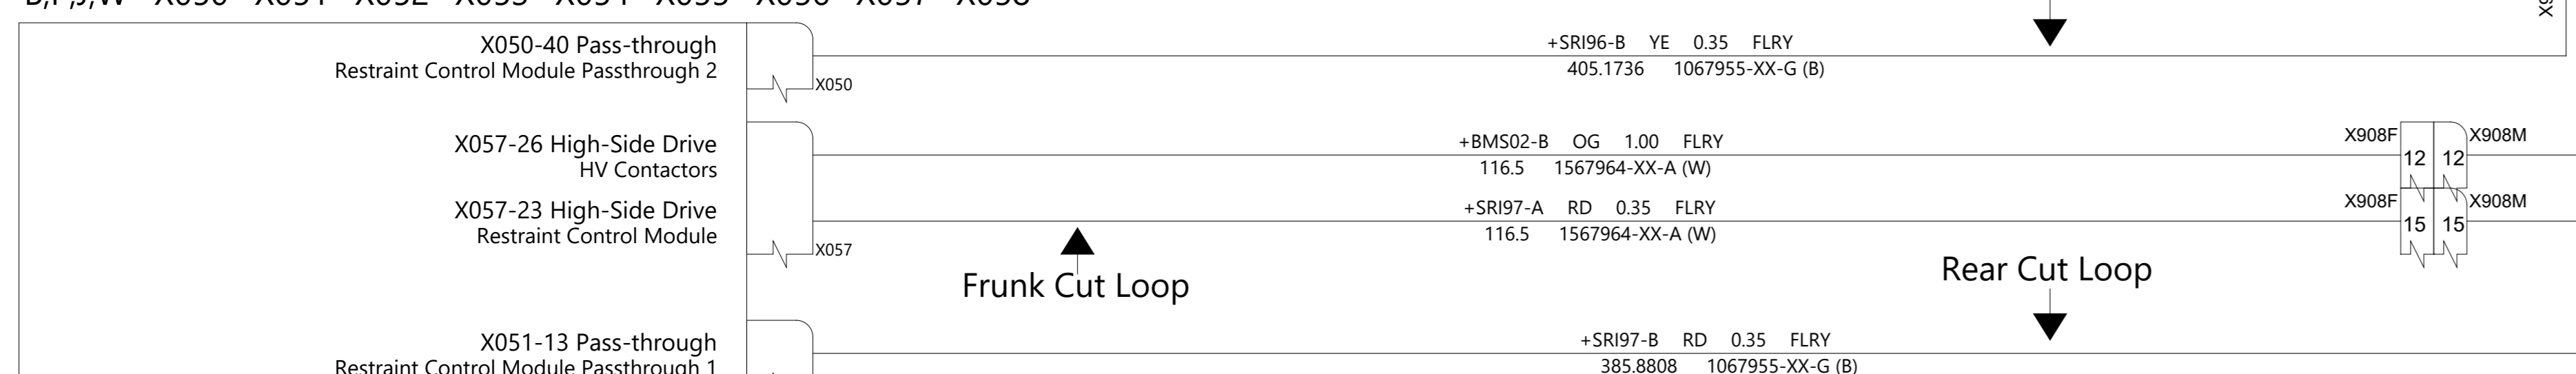 X050-40 Pass-through
Restraint Control Module Passthrough 2
X050
+SRI96-B YE 0.35 FLRY
405.1736 1067955-XX-G (B)
X057-26 High-Side Drive
HV Contactors
+BMS02-B OG 1.00 FLRY
116.5 1567964-XX-A (W)
X908F
12 12
X908M
X057-23 High-Side Drive
Restraint Control Module
X057
+SRI97-A RD 0.35 FLRY
116.5 1567964-XX-A (W)
X908F
15 15
X908M
Frunk Cut Loop
Rear Cut Loop
X051-13 Pass-through
Restraint Control Module Passthrough 1
+SRI97-B RD 0.35 FLRY
385.8808 1067955-XX-G (B)